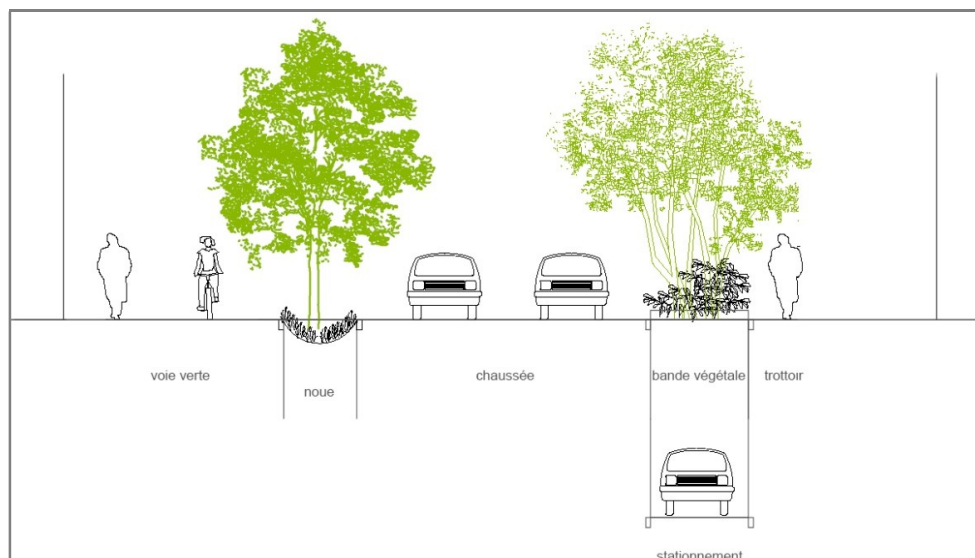 voie verte
noue
chaussée
bande végétale
trottoir
stationnement